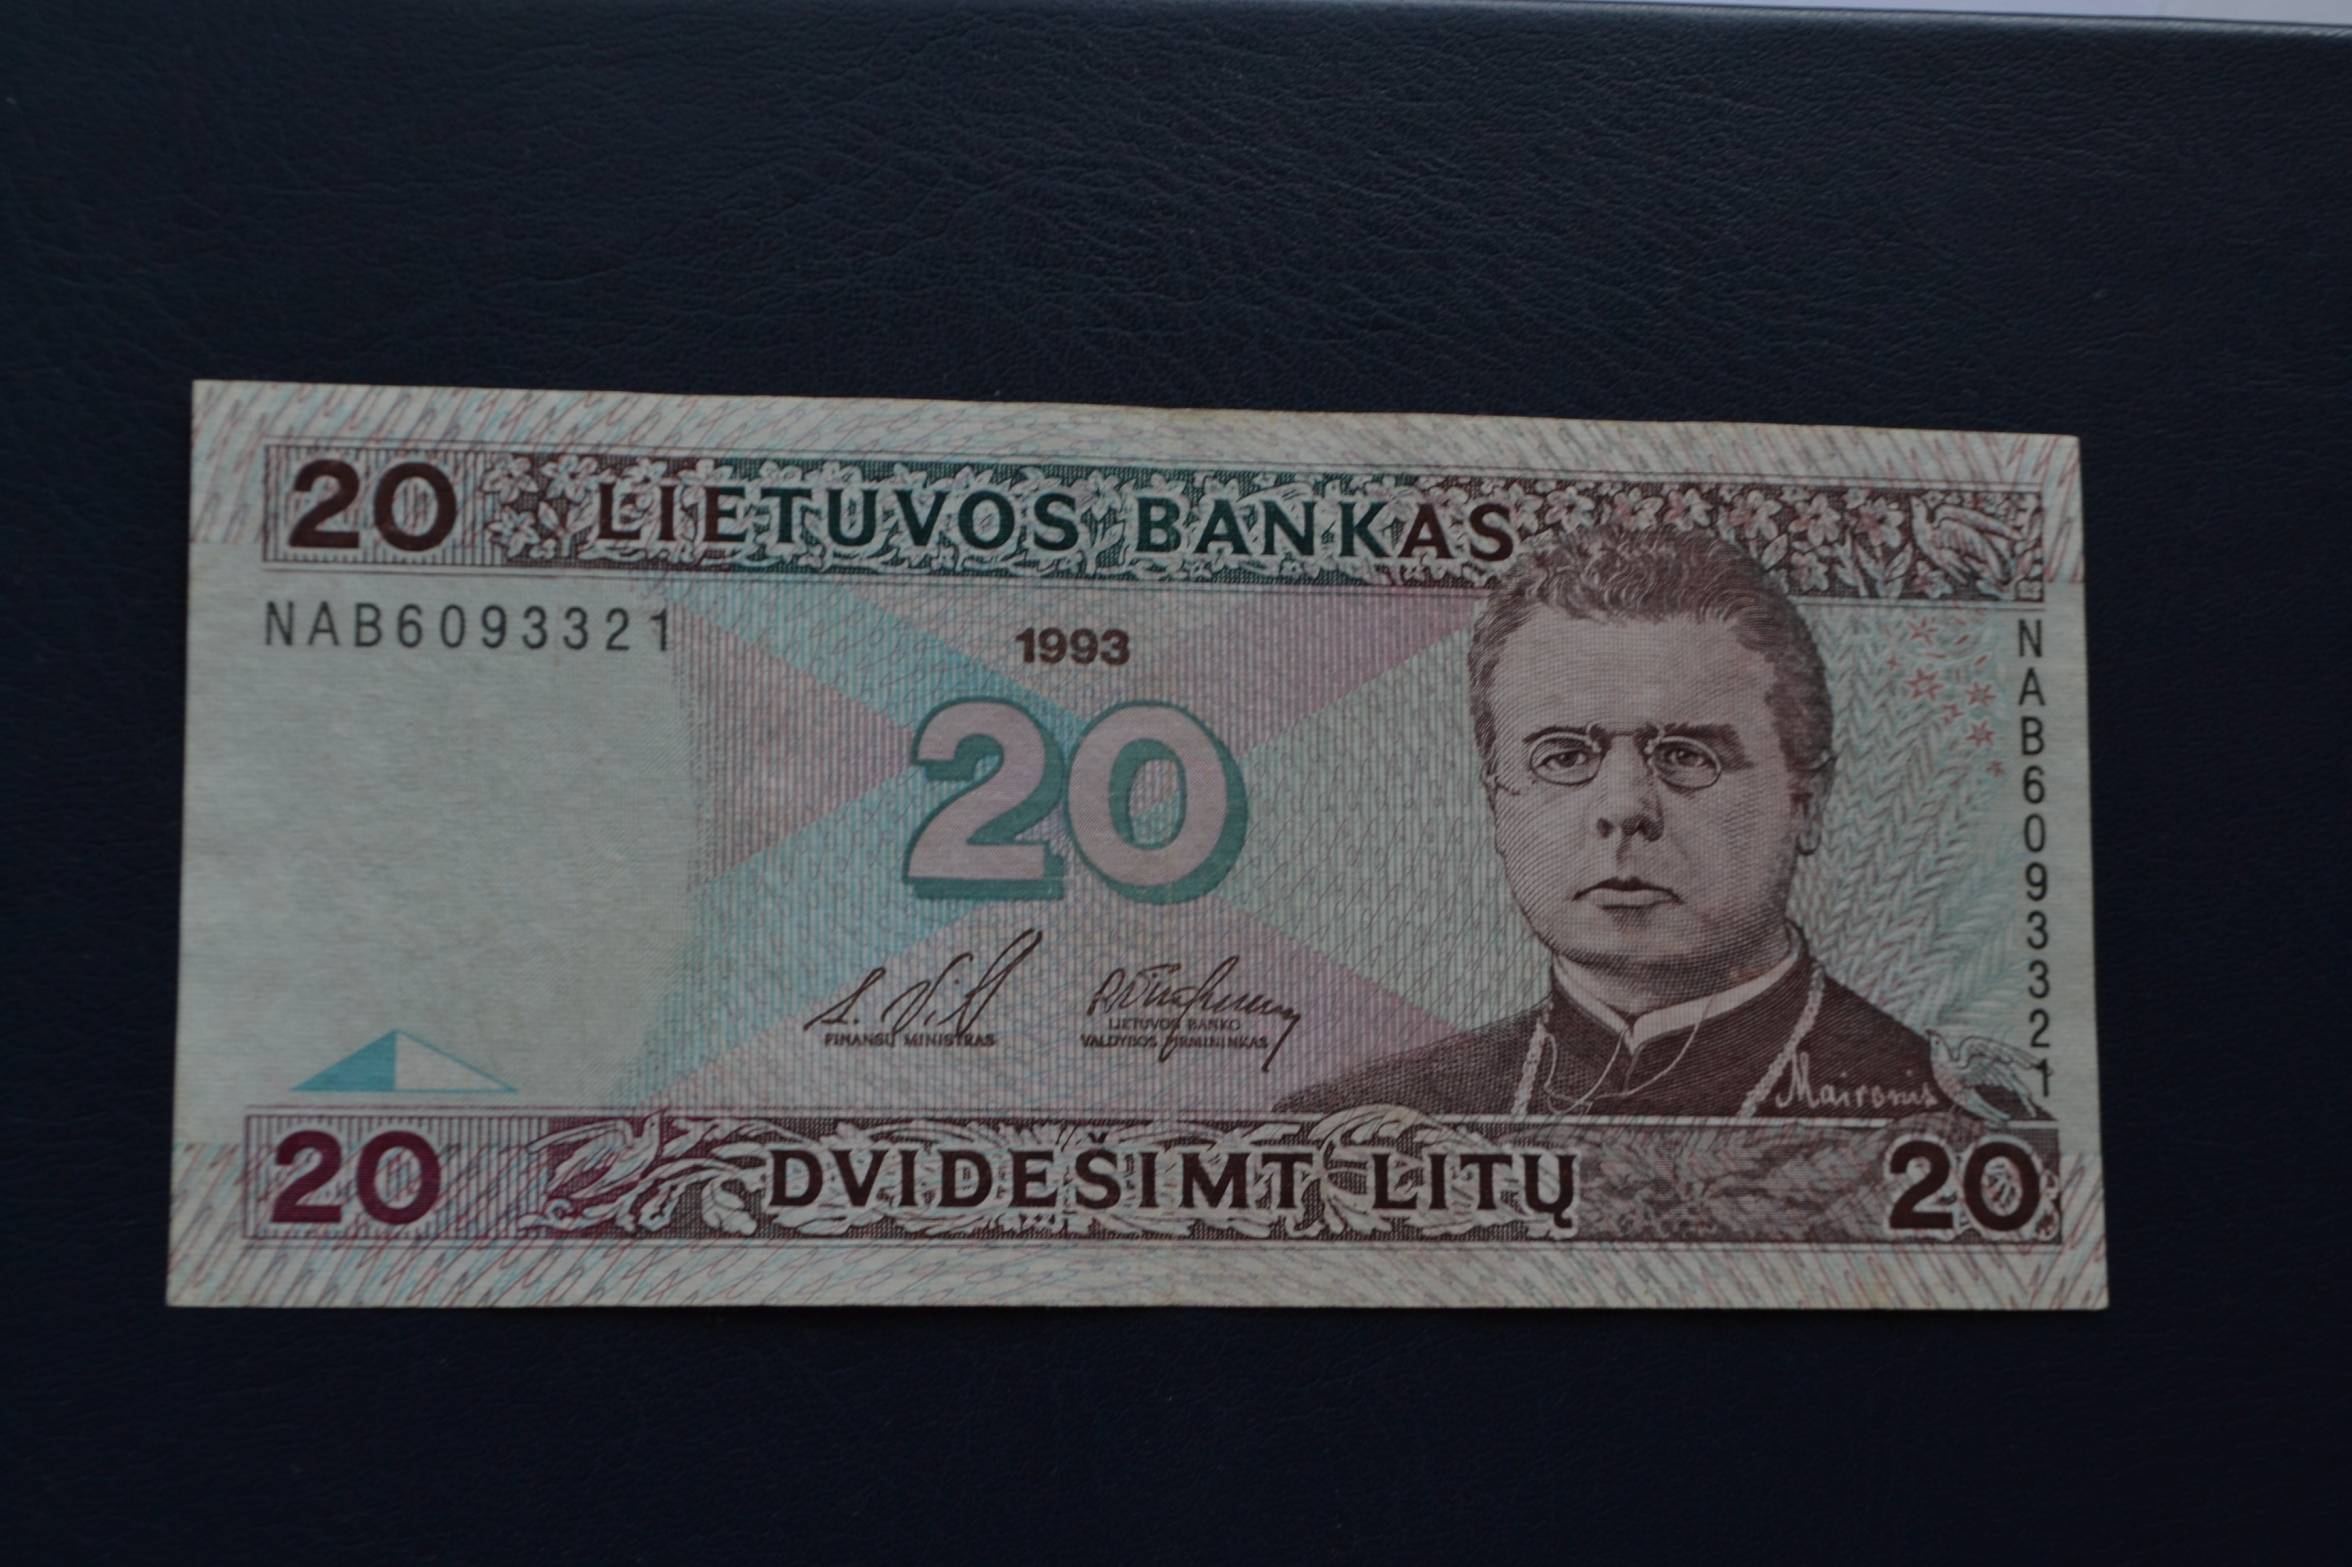 20 LIETUVOS BANKAS
NAB6093321
1993
20
NAB6093321
FINANSŲ MINISTRAS
LIETUVOS BANKO
VALDYBOS PIRMININKAS
Maironis
20 DVIDEŠIMT LITŲ 20